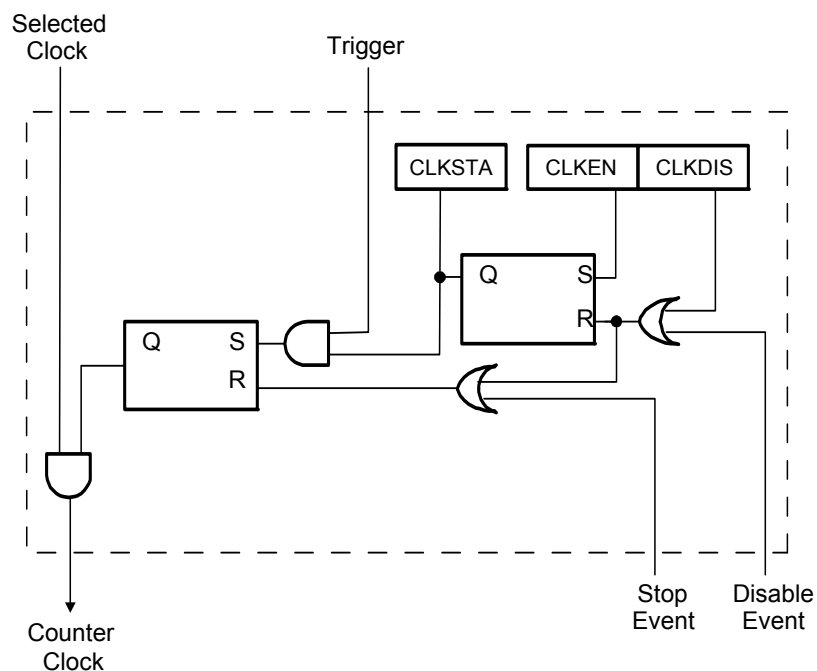 Selected
Clock
Trigger
CLKSTA
CLKEN
CLKDIS
Q
S
R
Q
S
R
Stop
Event
Disable
Event
Counter
Clock